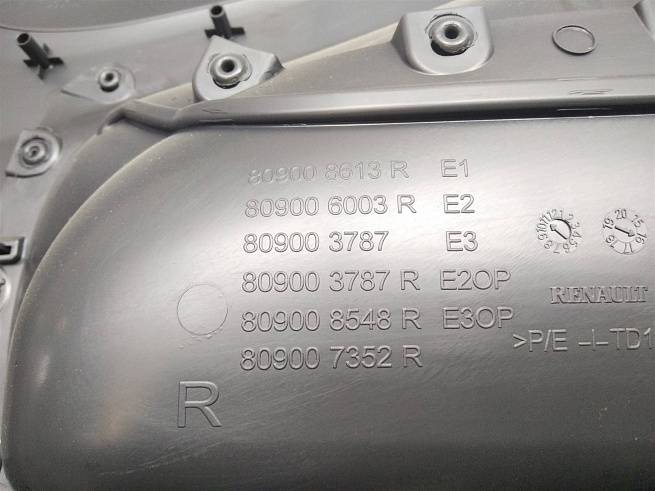 80900 8613 R E1
80900 6003 R E2
80900 3787 E3
80900 3787 R E2OP
80900 8548 R E3OP
80900 7352 R
R
RENAULT
>P/E -I-TD1